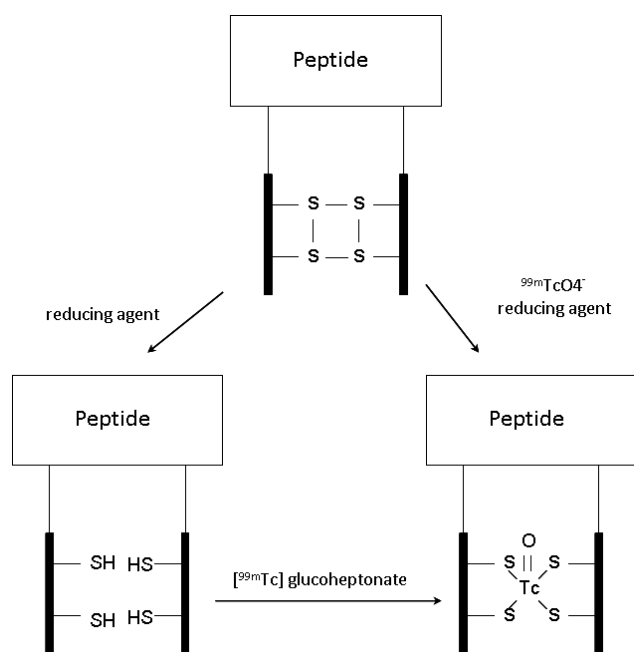 Peptide
S — S
S — S
reducing agent
⁹⁹ᵐTcO4⁻
reducing agent
Peptide
Peptide
SH HS
SH HS
[⁹⁹ᵐTc] glucoheptonate
O
S S
Tc
S S